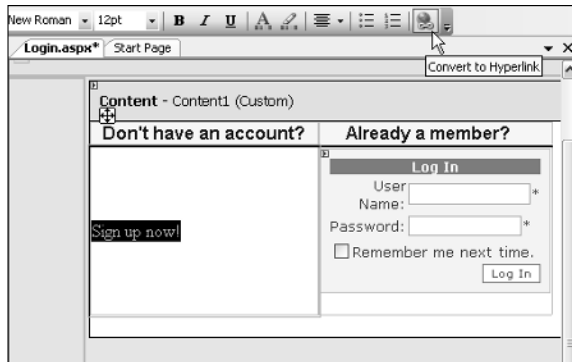 New Roman 12pt B I U A
Login.aspx* Start Page
Convert to Hyperlink
Content - Content1 (Custom)
Don't have an account? Already a member?
Log In
User Name: *
Sign up now! Password: *
Remember me next time.
Log In